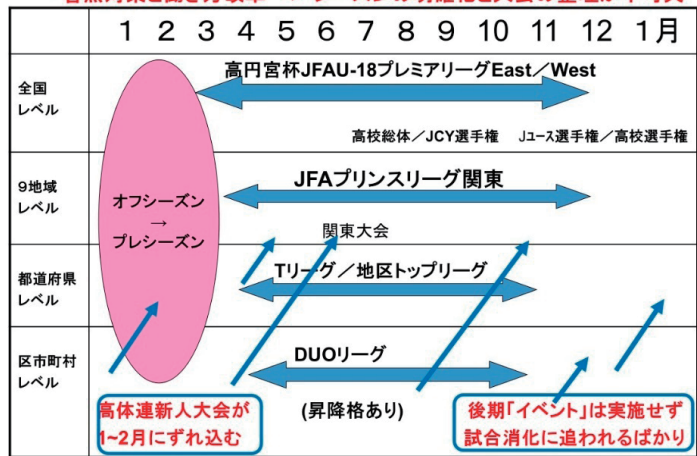 1 2 3 4 5 6 7 8 9 10 11 12 1月
全国
レベル
高円宮杯JFAU-18プレミアリーグEast／West
高校総体／JCY選手権 Jユース選手権／高校選手権
9地域
レベル
JFAプリンスリーグ関東
オフシーズン
→
プレシーズン
関東大会
都道府県
レベル
Tリーグ／地区トップリーグ
区市町村
レベル
DUOリーグ
(昇降格あり)
高体連新人大会が
1~2月にずれ込む
後期「イベント」は実施せず
試合消化に追われるばかり